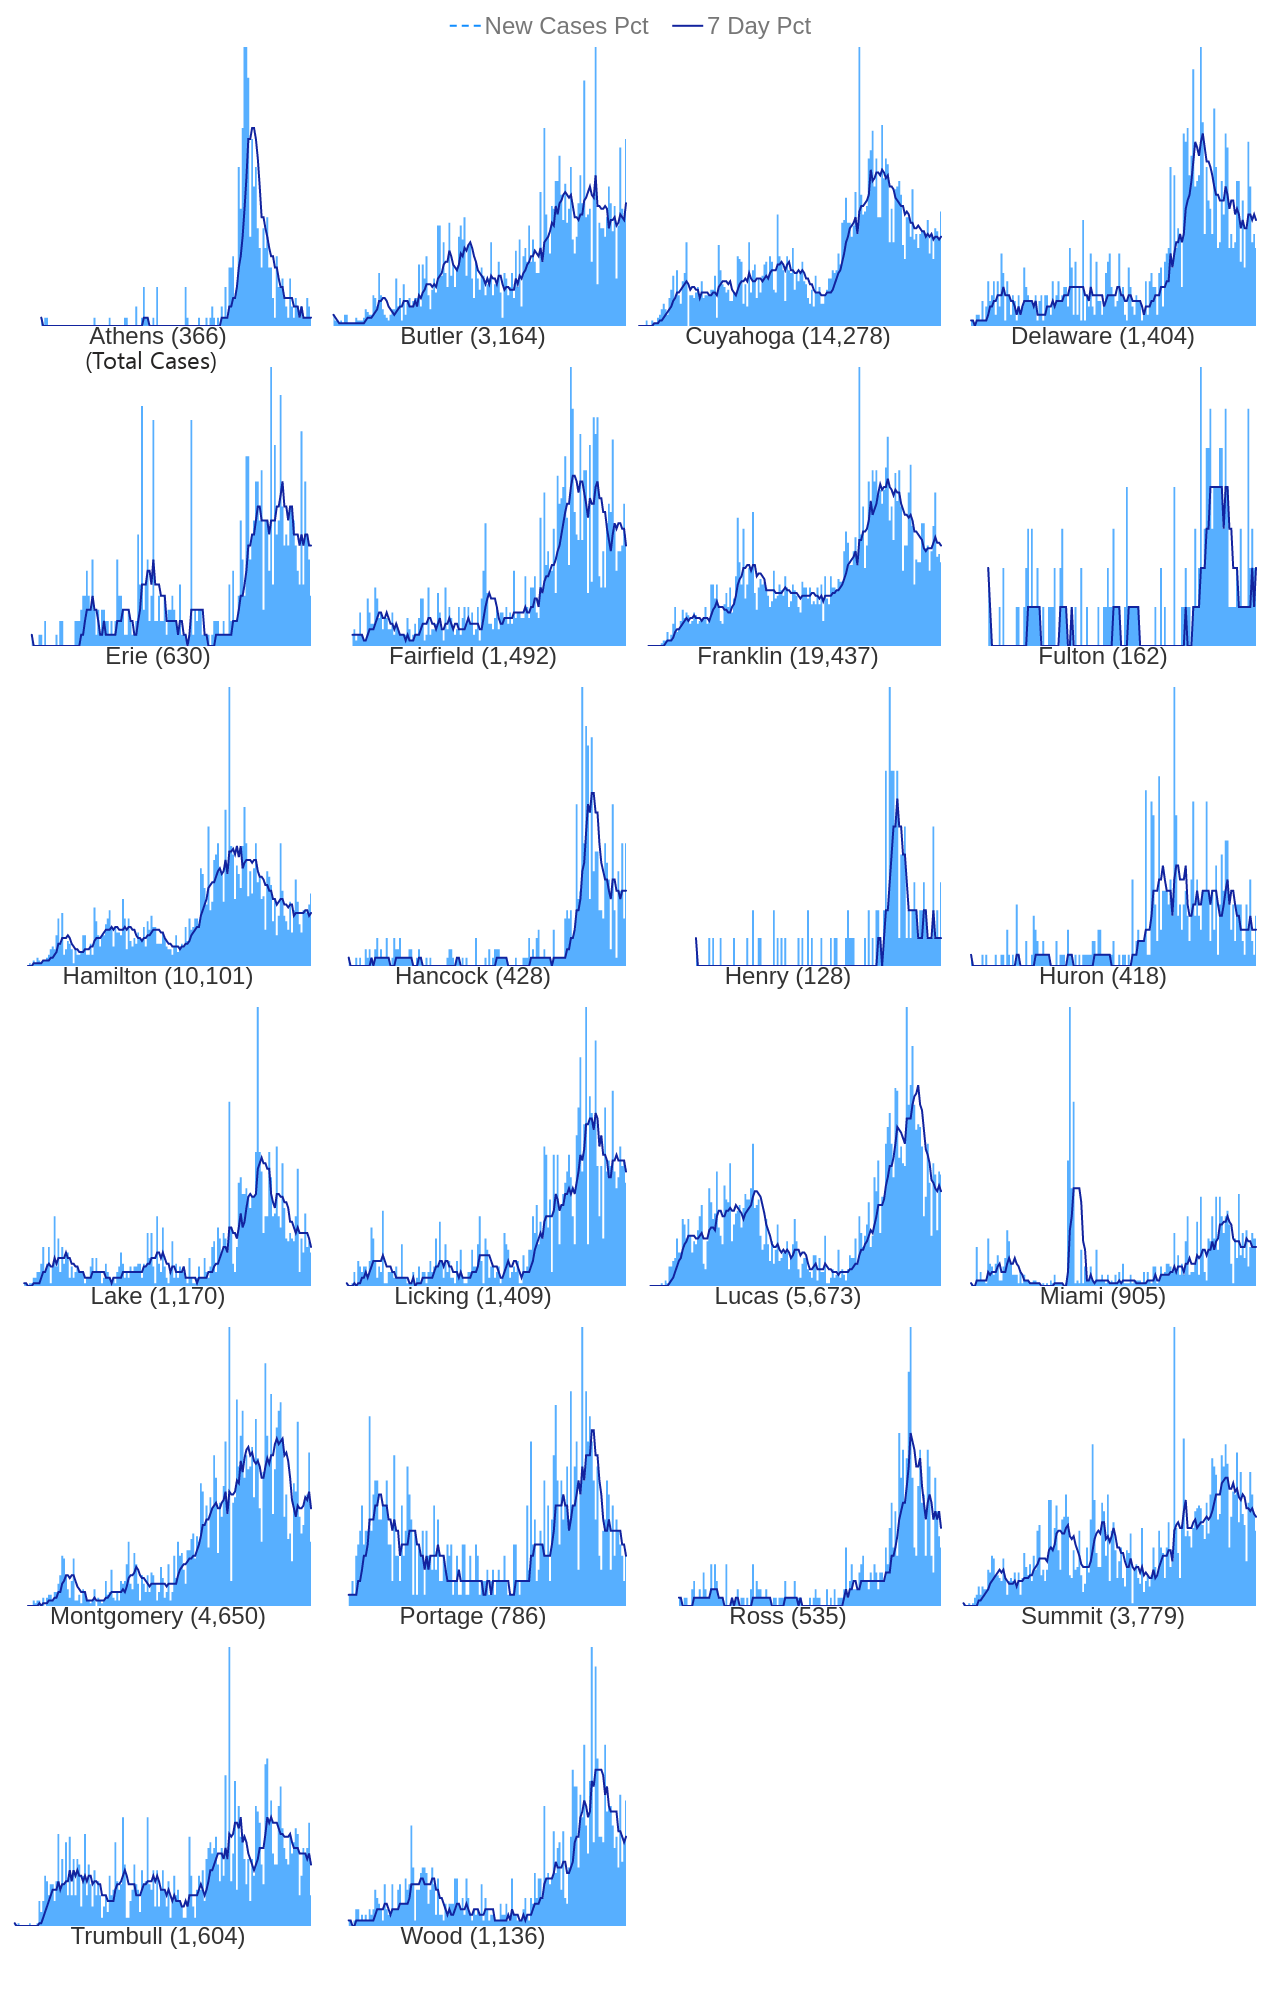 New Cases Pct 7 Day Pct
Athens (366) Butler (3,164) Cuyahoga (14,278) Delaware (1,404)
(Total Cases)
Erie (630) Fairfield (1,492) Franklin (19,437) Fulton (162)
Hamilton (10,101) Hancock (428) Henry (128) Huron (418)
Lake (1,170) Licking (1,409) Lucas (5,673) Miami (905)
Montgomery (4,650) Portage (786) Ross (535) Summit (3,779)
Trumbull (1,604) Wood (1,136)